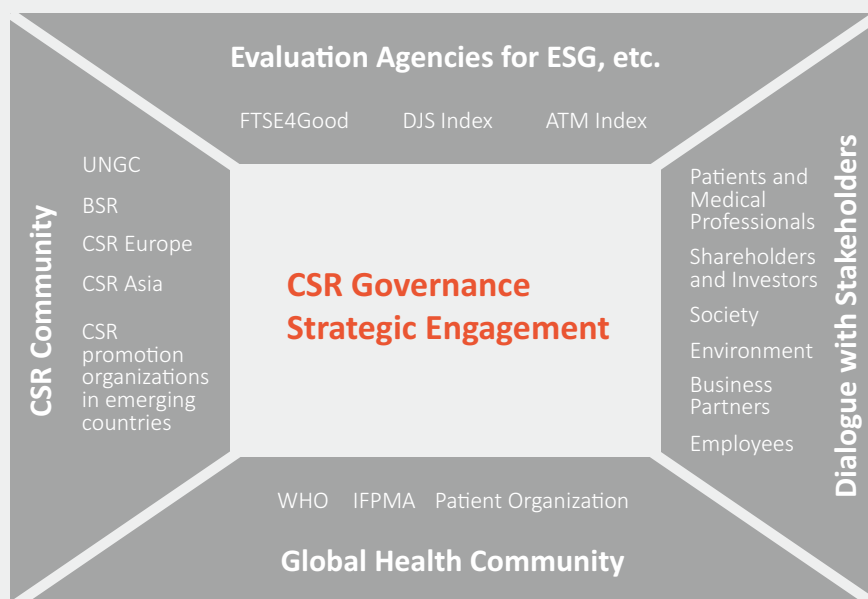 Evaluation Agencies for ESG, etc.
FTSE4Good DJS Index ATM Index
CSR Community
UNGC
BSR
CSR Europe
CSR Asia
CSR
promotion
organizations
in emerging
countries
CSR Governance
Strategic Engagement
Patients and
Medical
Professionals
Shareholders
and Investors
Society
Environment
Business
Partners
Employees
Dialogue with Stakeholders
WHO IFPMA Patient Organization
Global Health Community